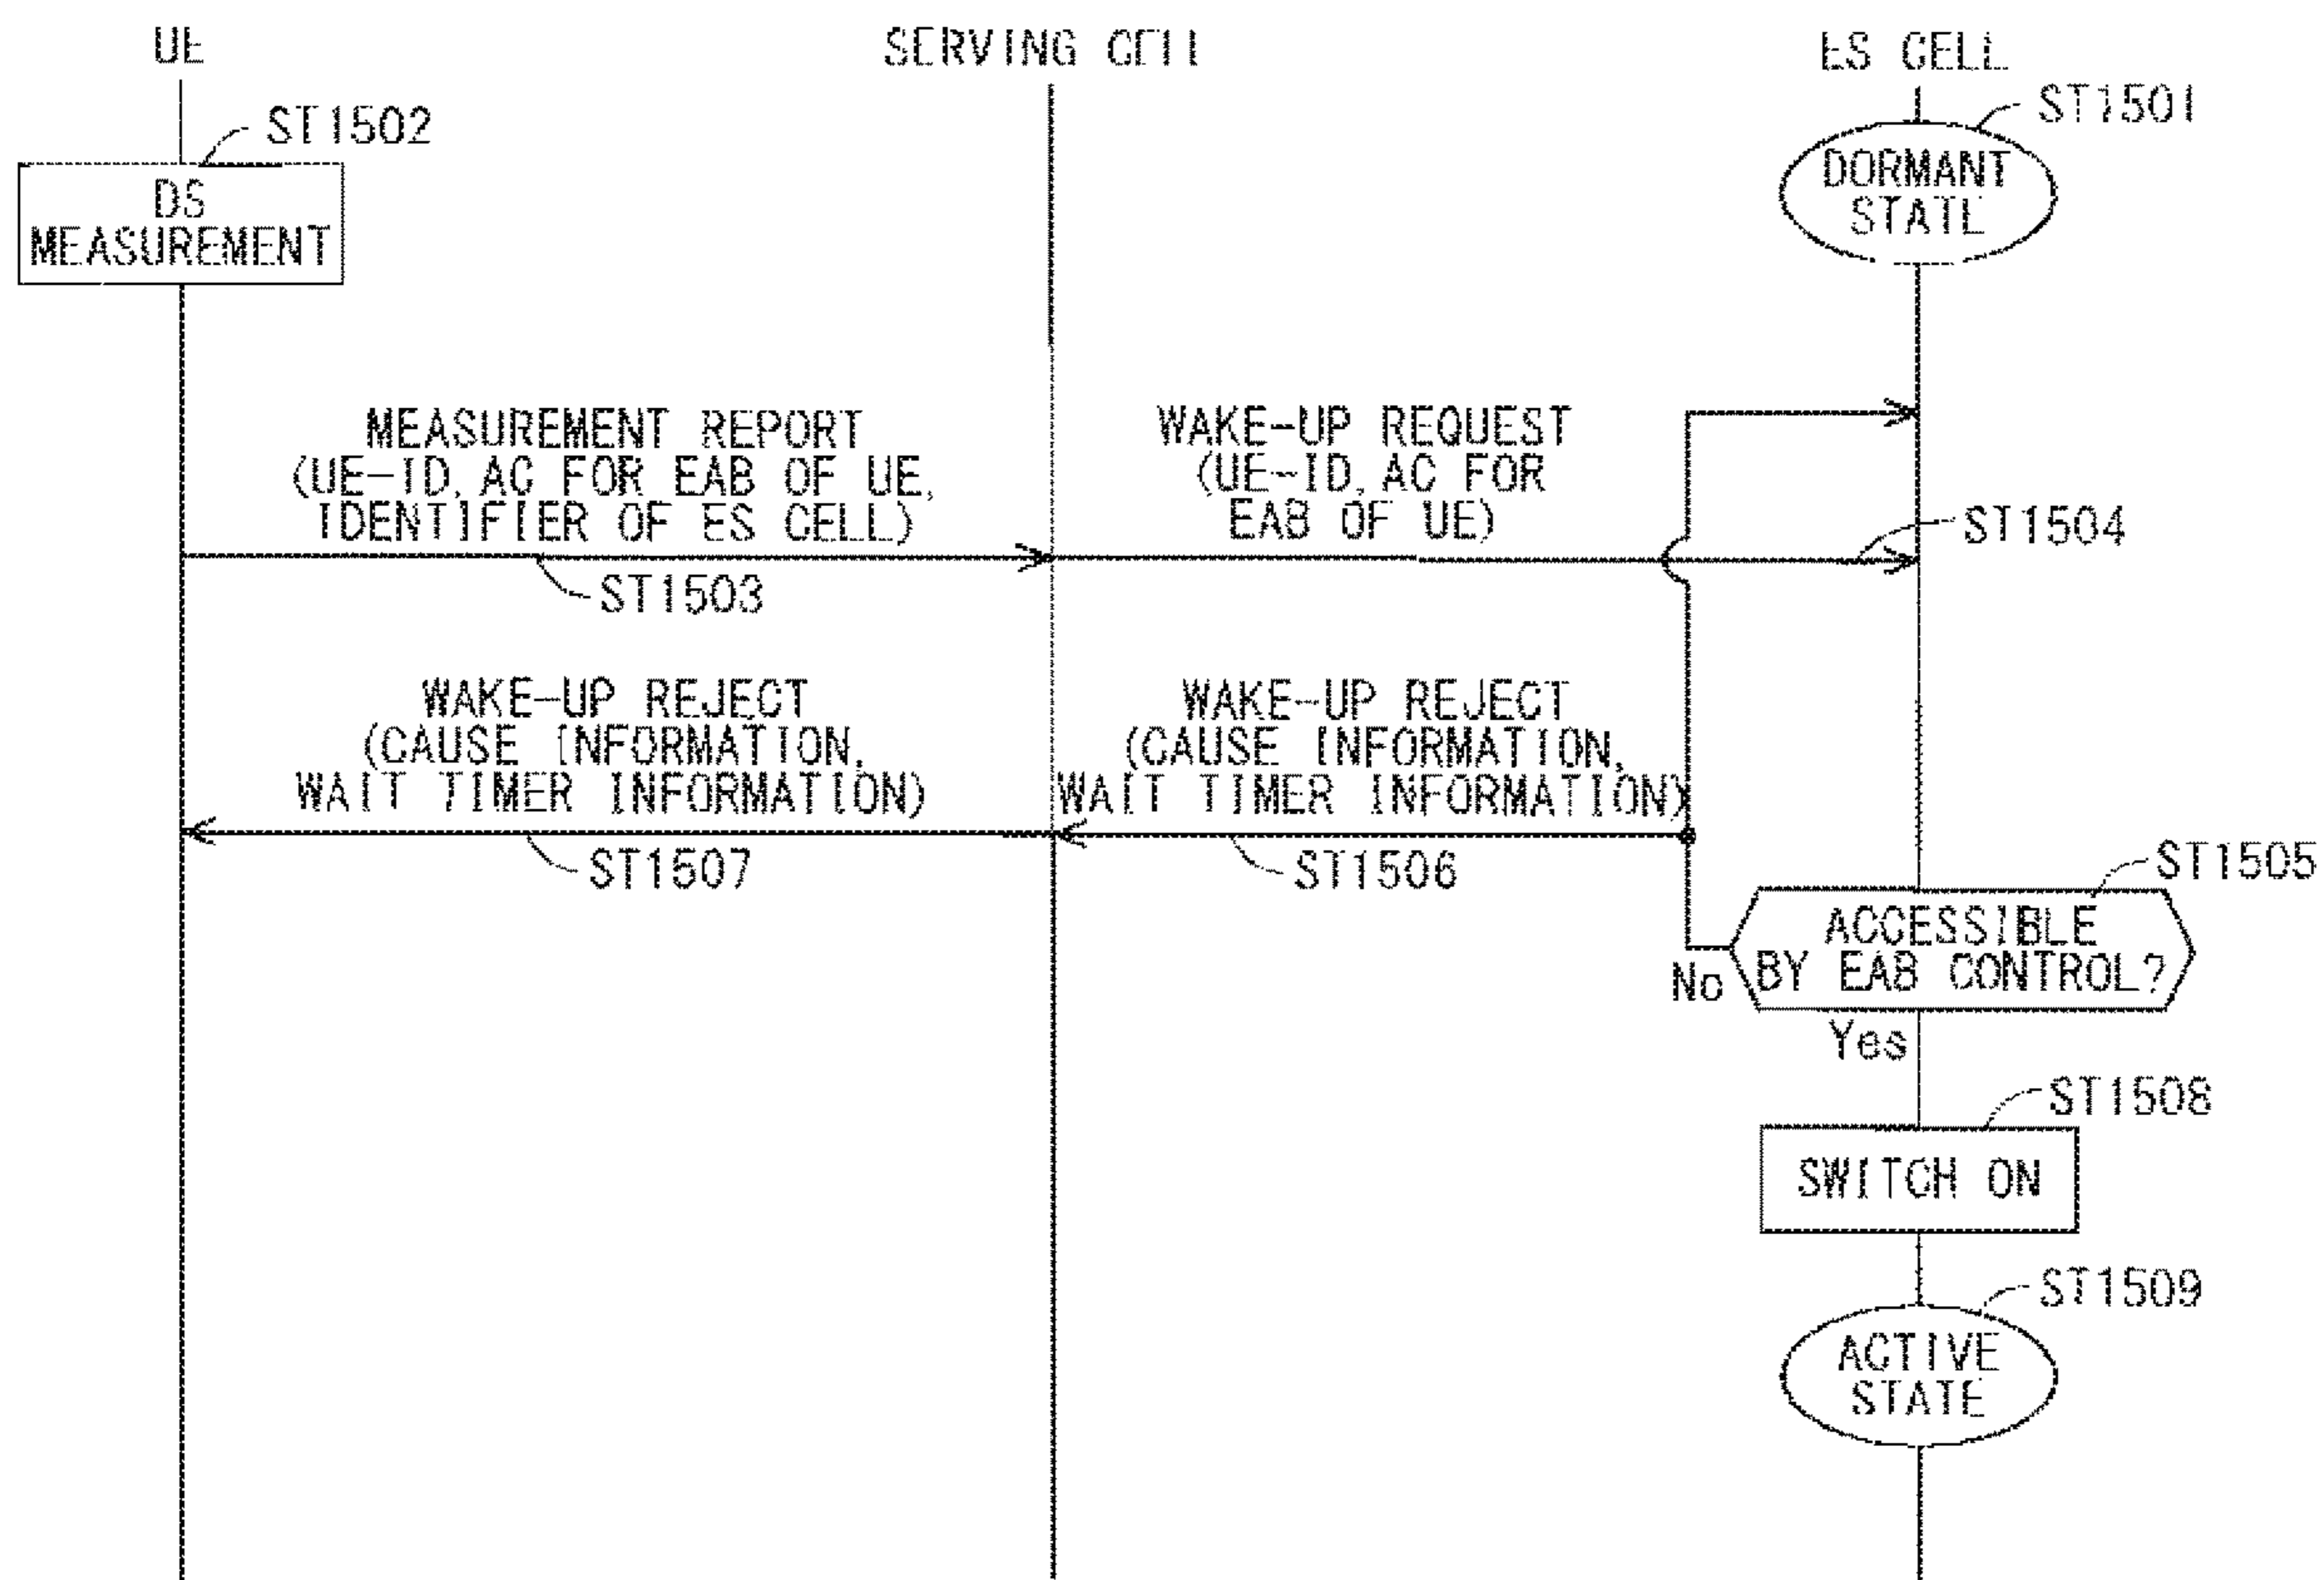 UE
SERVING CELL
ES CELL
ST1501
ST1502
DORMANT
STATE
DS
MEASUREMENT
MEASUREMENT REPORT
(UE-ID, AC FOR EAB OF UE,
IDENTIFIER OF ES CELL)
WAKE-UP REQUEST
(UE-ID, AC FOR
EAB OF UE)
ST1504
ST1503
WAKE-UP REJECT
(CAUSE INFORMATION,
WAIT TIMER INFORMATION)
WAKE-UP REJECT
(CAUSE INFORMATION,
WAIT TIMER INFORMATION)
ST1507
ST1506
ST1505
ACCESSIBLE
BY EAB CONTROL?
No
Yes
ST1508
SWITCH ON
ST1509
ACTIVE
STATE